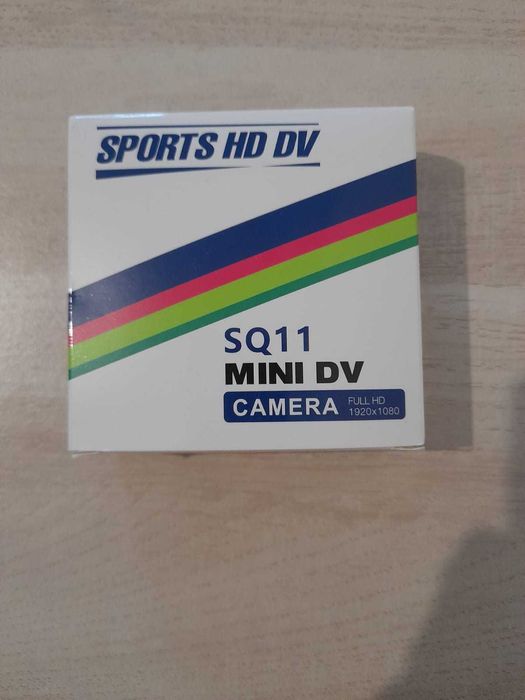 SPORTS HD DV
SQ11
MINI DV
CAMERA FULL HD
1920x1080